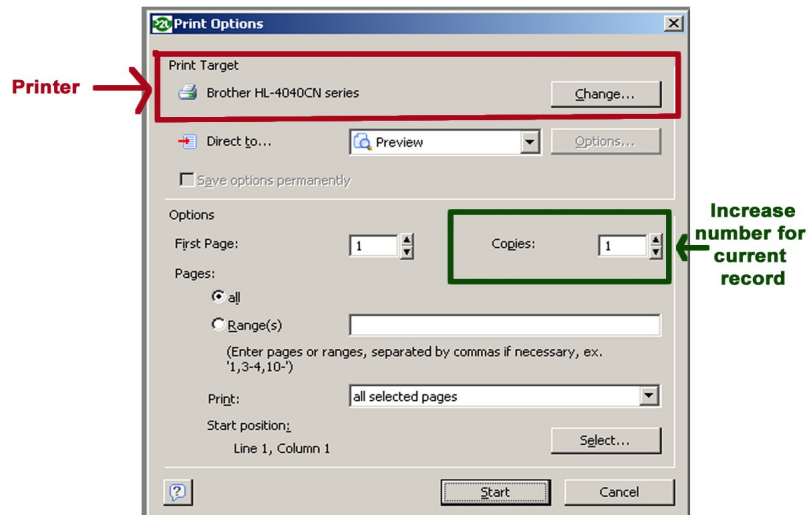 Print Options
Print Target
Printer
Brother HL-4040CN series
Change...
Direct to...
Preview
Options...
Save options permanently
Options
First Page:
1
Copies:
1
Increase
number for
current
record
Pages:
all
Range(s)
(Enter pages or ranges, separated by commas if necessary, ex.
'1,3-4,10-')
Print:
all selected pages
Start position:
Line 1, Column 1
Select...
?
Start
Cancel